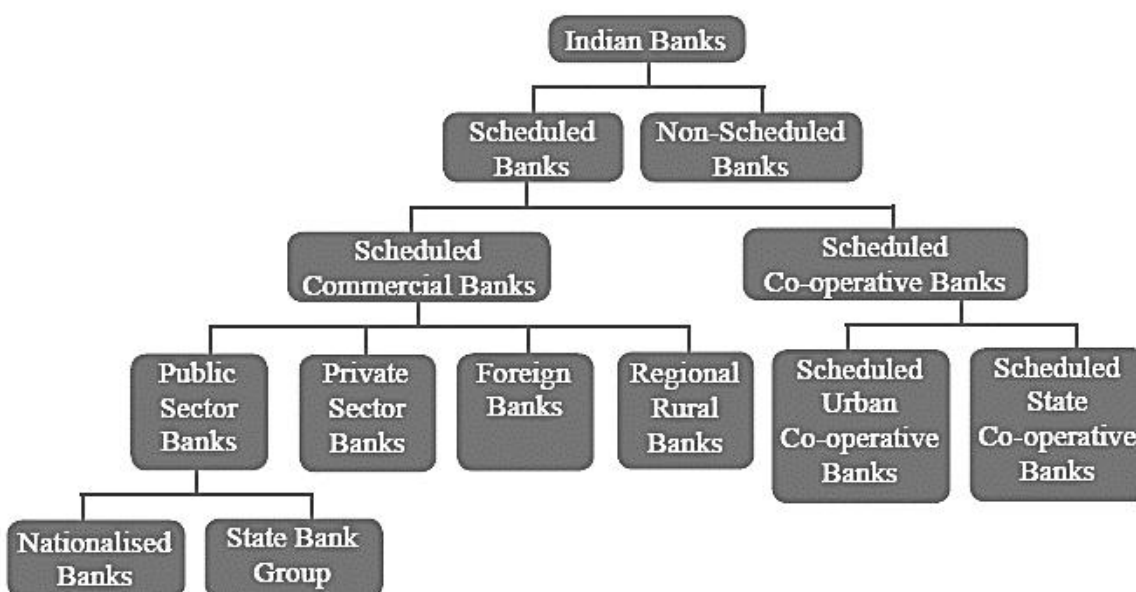 Indian Banks
Scheduled
Banks
Non-Scheduled
Banks
Scheduled
Commercial Banks
Scheduled
Co-operative Banks
Public
Sector
Banks
Private
Sector
Banks
Foreign
Banks
Regional
Rural
Banks
Scheduled
Urban
Co-operative
Banks
Scheduled
State
Co-operative
Banks
Nationalised
Banks
State Bank
Group